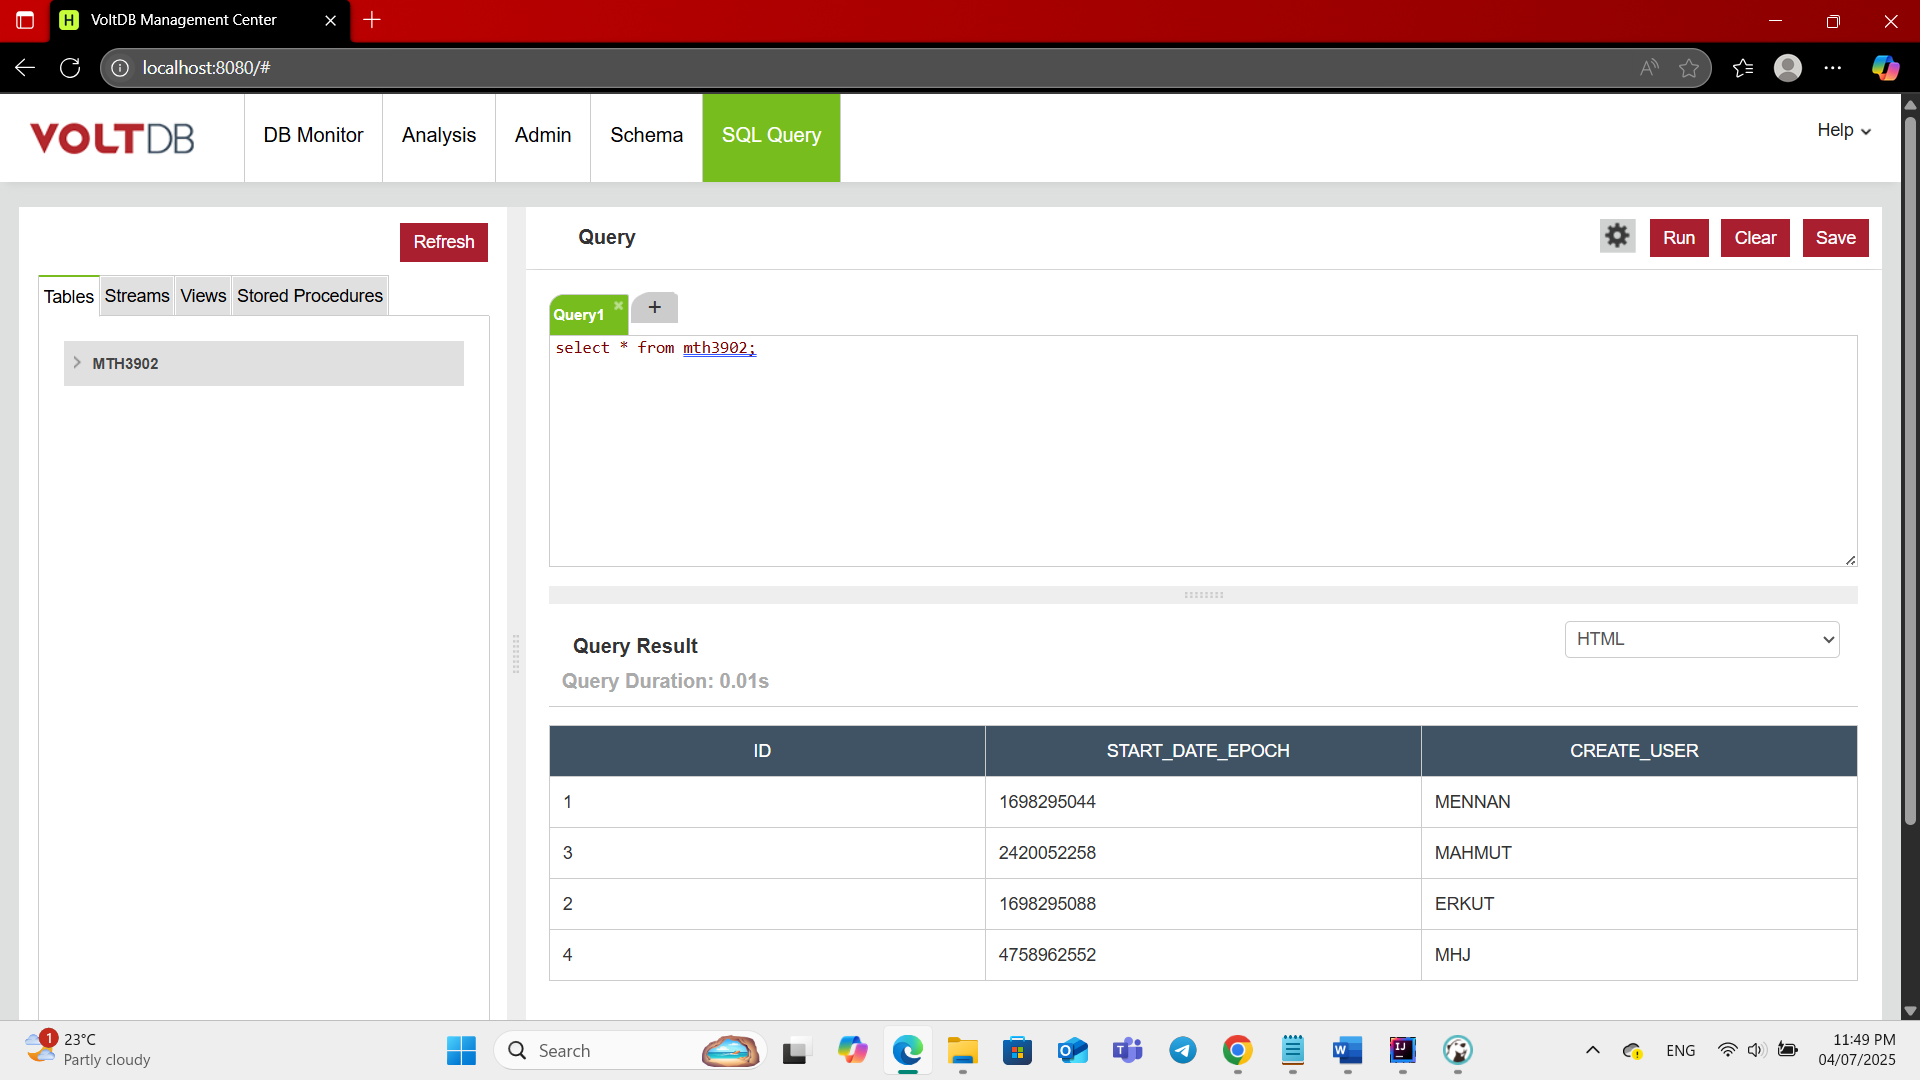 VoltDB Management Center
localhost:8080/#
VOLTDB
DB Monitor
Analysis
Admin
Schema
SQL Query
Help
Refresh
Tables
Streams
Views
Stored Procedures
MTH3902
Query
Run
Clear
Save
Query1
+
select * from mth3902;
Query Result
HTML
Query Duration: 0.01s
ID START_DATE_EPOCH CREATE_USER
1 1698295044 MENNAN
3 2420052258 MAHMUT
2 1698295088 ERKUT
4 4758962552 MHJ
1
23°C
Partly cloudy
Search
ENG
11:49 PM
04/07/2025